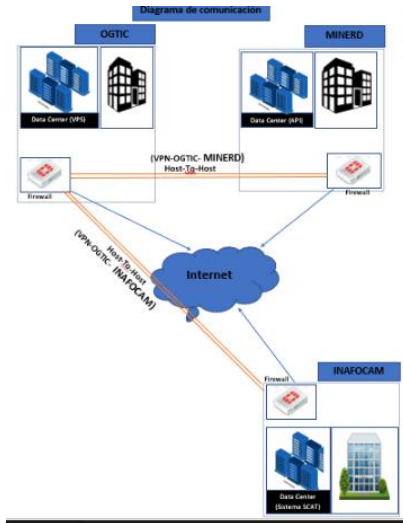 Diagrama de comunicación
OGTIC
MINERD
Data Center (VPS)
Data Center (API)
(VPN-OGTIC- MINERD)
Host-To-Host
Firewall
Firewall
Host-To-Host
(VPN-OGTIC- INAFOCAM)
Internet
INAFOCAM
Firewall
Data Center
(Sistema SCAT)